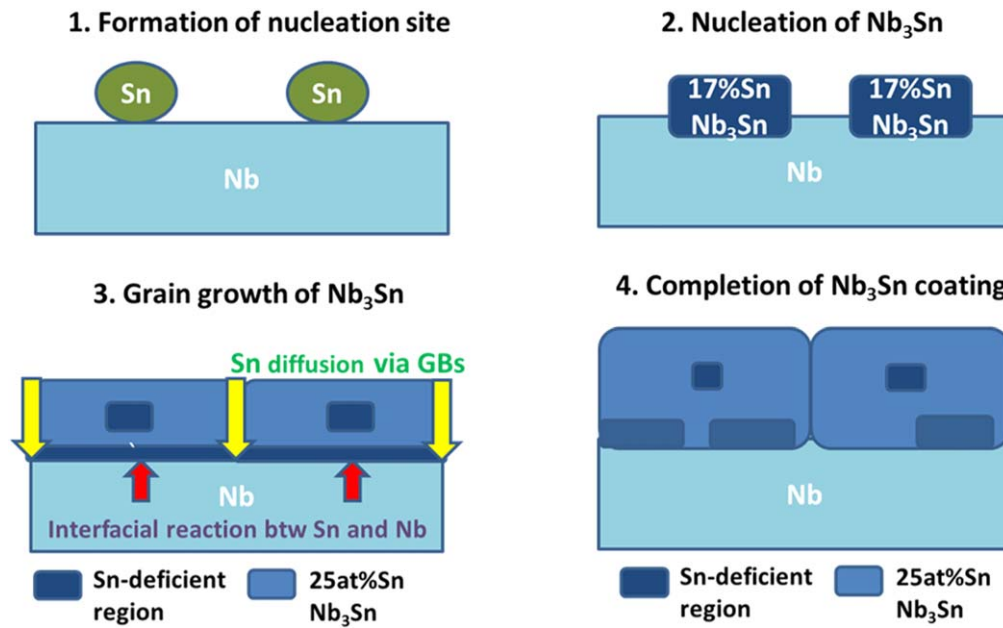 1. Formation of nucleation site
Sn
Sn
Nb
2. Nucleation of Nb₃Sn
17%Sn
Nb₃Sn
17%Sn
Nb₃Sn
Nb
3. Grain growth of Nb₃Sn
Sn diffusion via GBs
Nb
Interfacial reaction btw Sn and Nb
Sn-deficient
region
25at%Sn
Nb₃Sn
4. Completion of Nb₃Sn coating
Nb
Sn-deficient
region
25at%Sn
Nb₃Sn